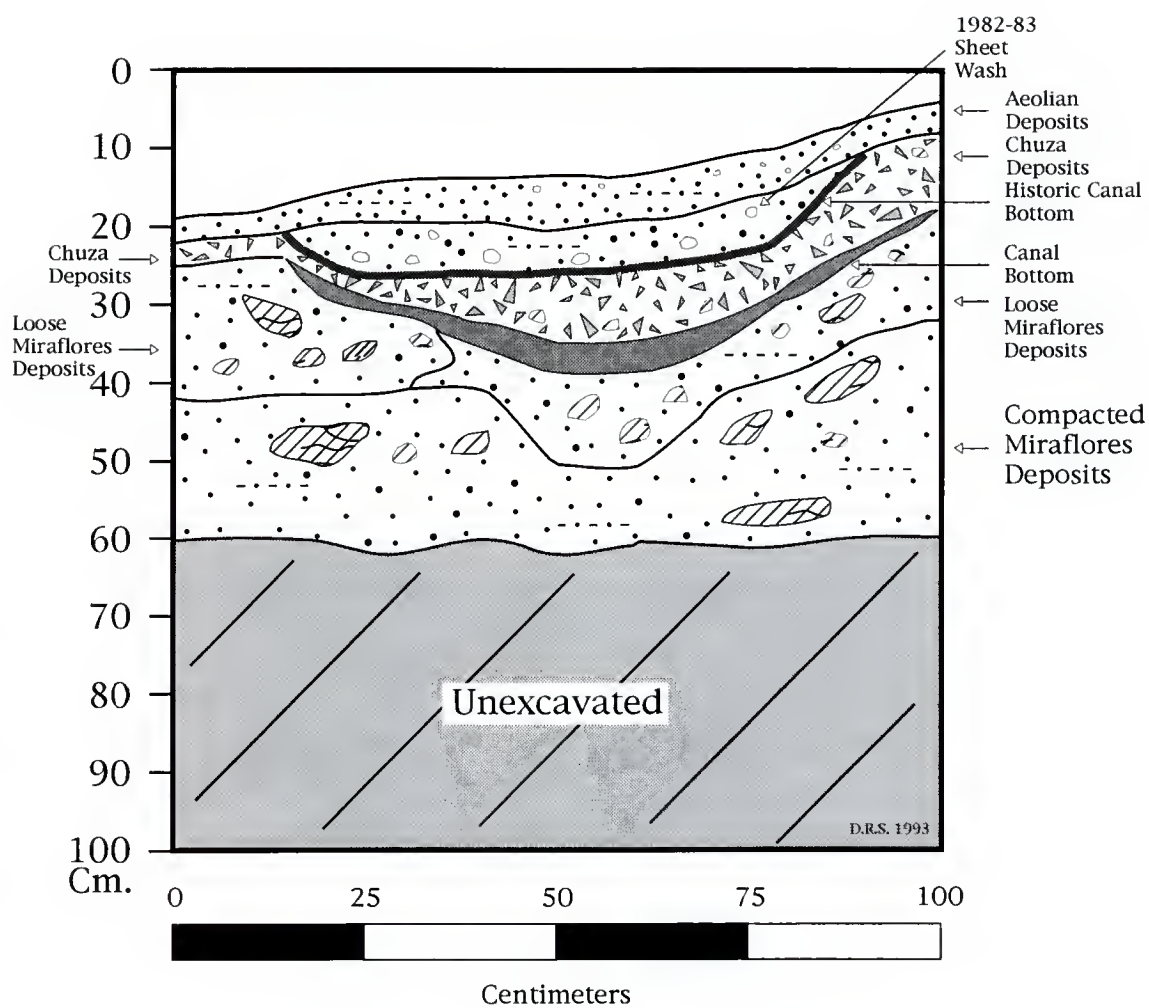 1982-83
Sheet
Wash
0
10
20
30
40
50
60
70
80
90
100
Cm.
Aeolian
Deposits
Chuza
Deposits
Historic Canal
Bottom
Canal
Bottom
Loose
Miraflores
Deposits
Compacted
Miraflores
Deposits
Chuza
Deposits
Loose
Miraflores
Deposits
Unexcavated
D.R.S. 1993
0 25 50 75 100
Centimeters